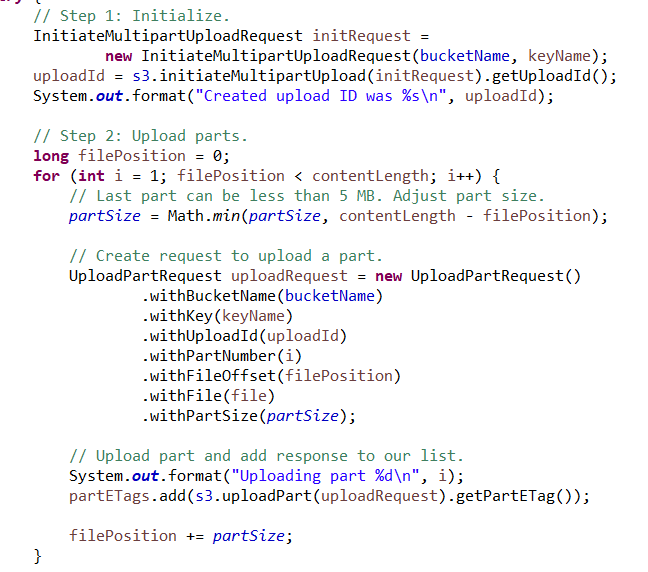 // Step 1: Initialize.
InitiateMultipartUploadRequest initRequest =
new InitiateMultipartUploadRequest(bucketName, keyName);
uploadId = s3.initiateMultipartUpload(initRequest).getUploadId();
System.out.format("Created upload ID was %s\n", uploadId);
// Step 2: Upload parts.
long filePosition = 0;
for (int i = 1; filePosition < contentLength; i++) {
// Last part can be less than 5 MB. Adjust part size.
partSize = Math.min(partSize, contentLength - filePosition);
// Create request to upload a part.
UploadPartRequest uploadRequest = new UploadPartRequest()
.withBucketName(bucketName)
.withKey(keyName)
.withUploadId(uploadId)
.withPartNumber(i)
.withFileOffset(filePosition)
.withFile(file)
.withPartSize(partSize);
// Upload part and add response to our list.
System.out.format("Uploading part %d\n", i);
partETags.add(s3.uploadPart(uploadRequest).getPartETag());
filePosition += partSize;
}